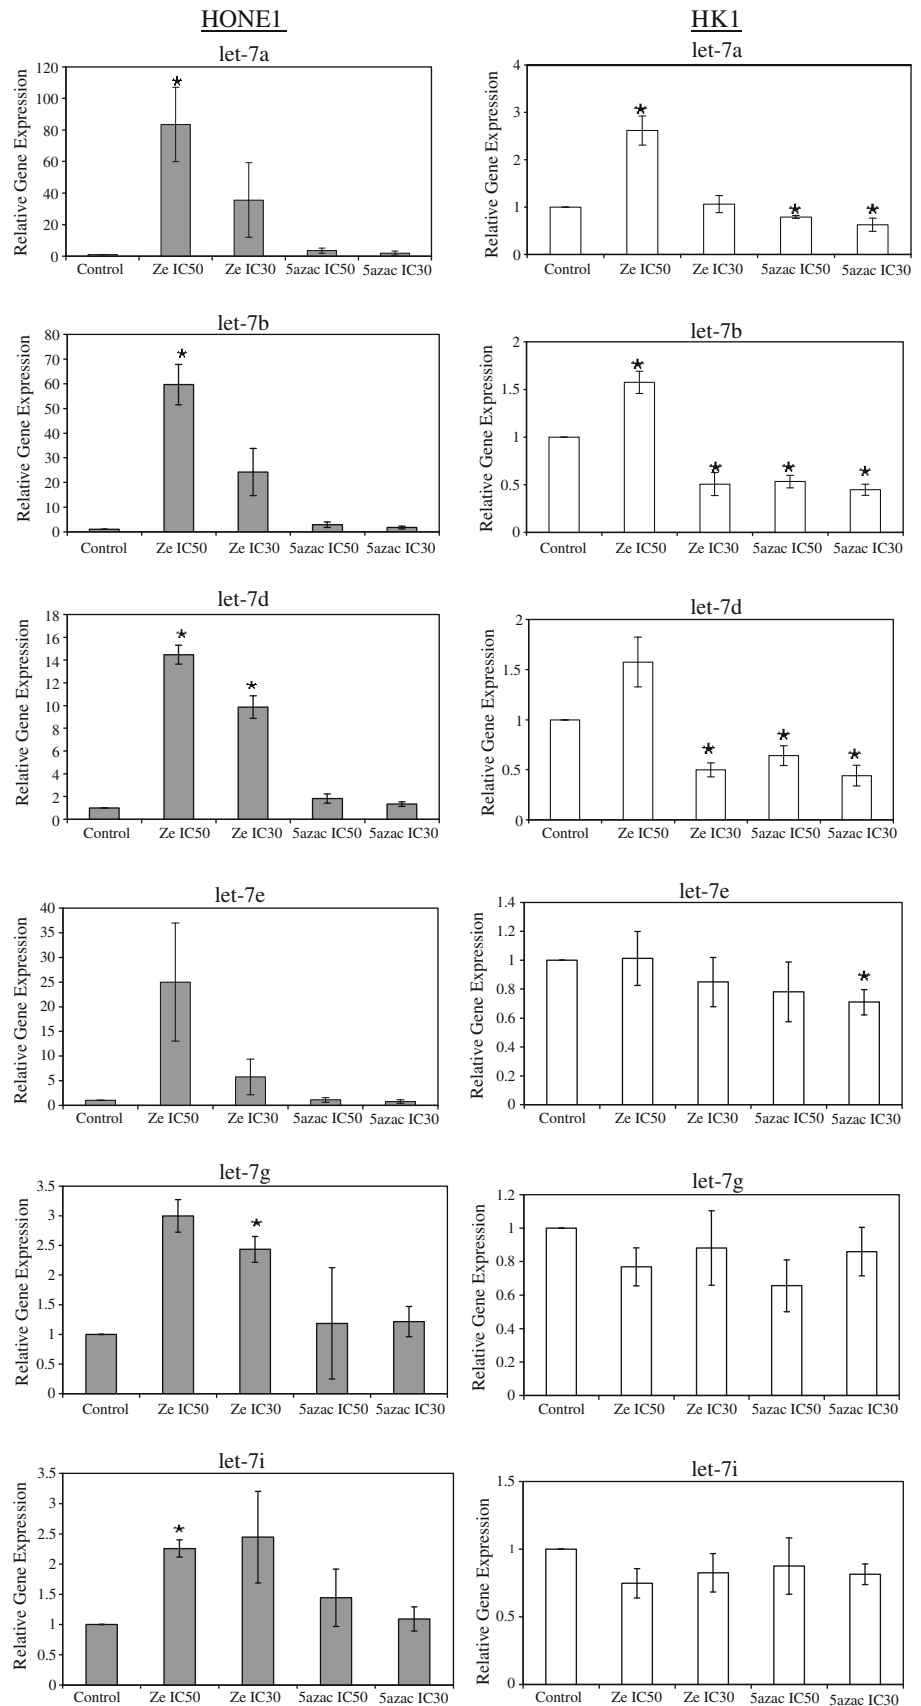 HONE1
HK1
let-7a
Relative Gene Expression
120
100
80
60
40
20
0
Control Ze IC50 Ze IC30 5azac IC50 5azac IC30
let-7a
Relative Gene Expression
4
3
2
1
0
Control Ze IC50 Ze IC30 5azac IC50 5azac IC30
let-7b
Relative Gene Expression
80
70
60
50
40
30
20
10
0
Control Ze IC50 Ze IC30 5azac IC50 5azac IC30
let-7b
Relative Gene Expression
2
1.5
1
0.5
0
Control Ze IC50 Ze IC30 5azac IC50 5azac IC30
let-7d
Relative Gene Expression
18
16
14
12
10
8
6
4
2
0
Control Ze IC50 Ze IC30 5azac IC50 5azac IC30
let-7d
Relative Gene Expression
2
1.5
1
0.5
0
Control Ze IC50 Ze IC30 5azac IC50 5azac IC30
let-7e
Relative Gene Expression
40
35
30
25
20
15
10
5
0
Control Ze IC50 Ze IC30 5azac IC50 5azac IC30
let-7e
Relative Gene Expression
1.4
1.2
1
0.8
0.6
0.4
0.2
0
Control Ze IC50 Ze IC30 5azac IC50 5azac IC30
let-7g
Relative Gene Expression
3.5
3
2.5
2
1.5
1
0.5
0
Control Ze IC50 Ze IC30 5azac IC50 5azac IC30
let-7g
Relative Gene Expression
1.2
1
0.8
0.6
0.4
0.2
0
Control Ze IC50 Ze IC30 5azac IC50 5azac IC30
let-7i
Relative Gene Expression
3.5
3
2.5
2
1.5
1
0.5
0
Control Ze IC50 Ze IC30 5azac IC50 5azac IC30
let-7i
Relative Gene Expression
1.5
1
0.5
0
Control Ze IC50 Ze IC30 5azac IC50 5azac IC30